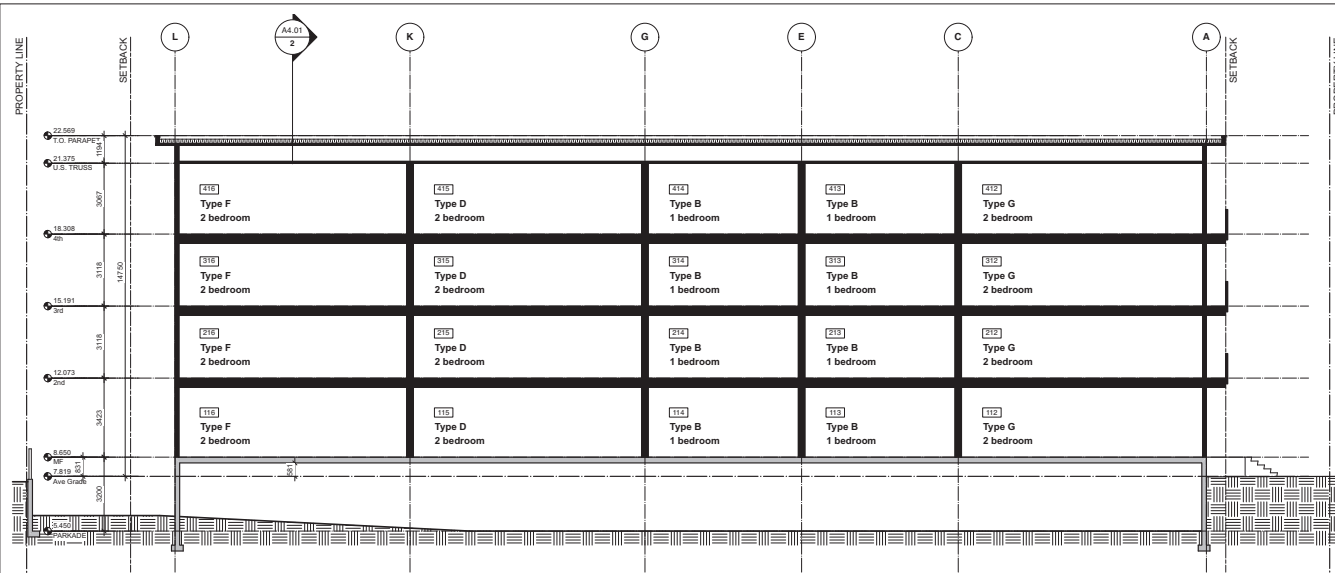 PROPERTY LINE
SETBACK
L
A4.01
2
K
G
E
C
A
SETBACK
22.569
T.O. PARAPET
1194
21.375
U.S. TRUSS
3067
416
Type F
2 bedroom
415
Type D
2 bedroom
414
Type B
1 bedroom
413
Type B
1 bedroom
412
Type G
2 bedroom
18.308
4th
3118
14750
316
Type F
2 bedroom
315
Type D
2 bedroom
314
Type B
1 bedroom
313
Type B
1 bedroom
312
Type G
2 bedroom
15.191
3rd
3118
216
Type F
2 bedroom
215
Type D
2 bedroom
214
Type B
1 bedroom
213
Type B
1 bedroom
212
Type G
2 bedroom
12.073
2nd
3423
116
Type F
2 bedroom
115
Type D
2 bedroom
114
Type B
1 bedroom
113
Type B
1 bedroom
112
Type G
2 bedroom
8.650
MF
831
581
7.819
Ave Grade
3200
5.450
PARKADE